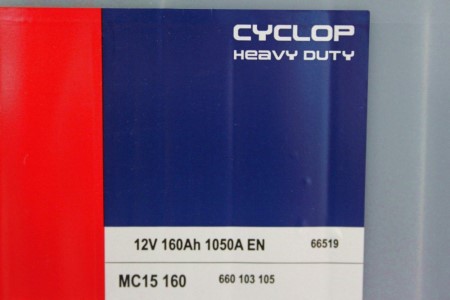 CYCLOP
HEAVY DUTY
12V 160Ah 1050A EN 66519
MC15 160 660 103 105